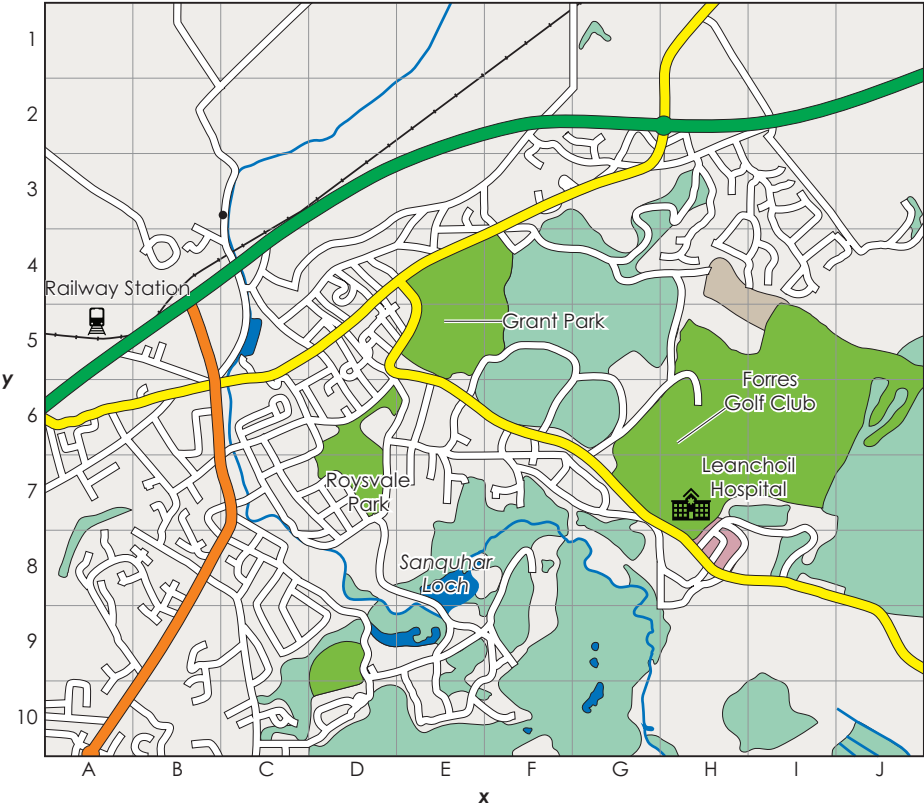 1
2
3
4
Railway Station
5
Grant Park
y
Forres
Golf Club
6
Leanchoil
Hospital
7
Roysvale
Park
8
Sanquhar
Loch
9
10
A B C D E F G H I J
x